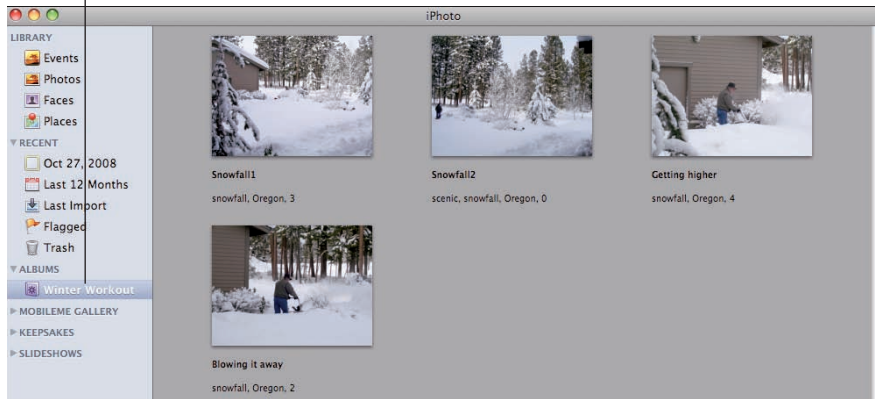 iPhoto
LIBRARY
Events
Photos
Faces
Places
RECENT
Oct 27, 2008
Last 12 Months
Last Import
Flagged
Trash
ALBUMS
Winter Workout
MOBILEME GALLERY
KEEPSAKES
SLIDESHOWS
Snowfall1
snowfall, Oregon, 3
Snowfall2
scenic, snowfall, Oregon, 0
Getting higher
snowfall, Oregon, 4
Blowing it away
snowfall, Oregon, 2